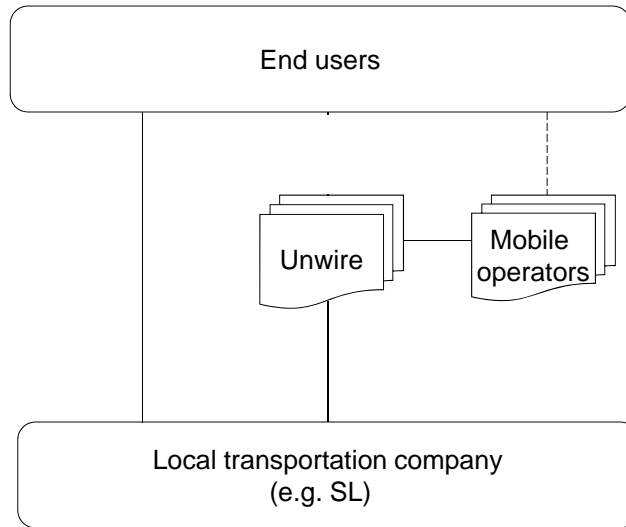 End users
Unwire
Mobile
operators
Local transportation company
(e.g. SL)